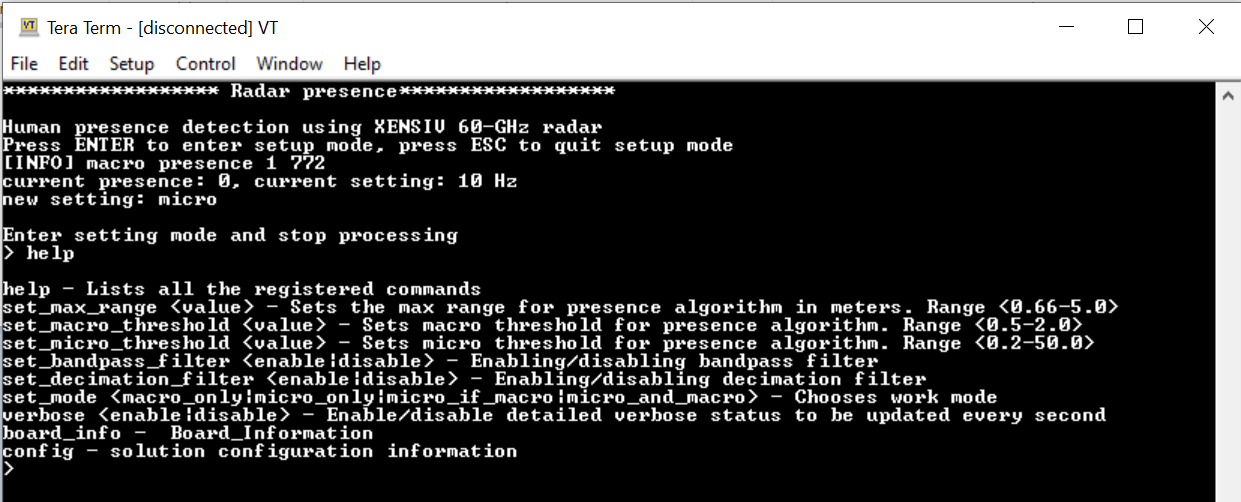 Tera Term - [disconnected] VT
File Edit Setup Control Window Help
****************** Radar presence******************
Human presence detection using XENSIV 60-GHz radar
Press ENTER to enter setup mode, press ESC to quit setup mode
[INFO] macro presence 1 772
current presence: 0, current setting: 10 Hz
new setting: micro
Enter setting mode and stop processing
> help
help - Lists all the registered commands
set_max_range <value> - Sets the max range for presence algorithm in meters. Range <0.66-5.0>
set_macro_threshold <value> - Sets macro threshold for presence algorithm. Range <0.5-2.0>
set_micro_threshold <value> - Sets micro threshold for presence algorithm. Range <0.2-50.0>
set_bandpass_filter <enable|disable> - Enabling/disabling bandpass filter
set_decimation_filter <enable|disable> - Enabling/disabling decimation filter
set_mode <macro_only|micro_only|micro_if_macro|micro_and_macro> - Chooses work mode
verbose <enable|disable> - Enable/disable detailed verbose status to be updated every second
board_info -  Board_Information
config - solution configuration information
>